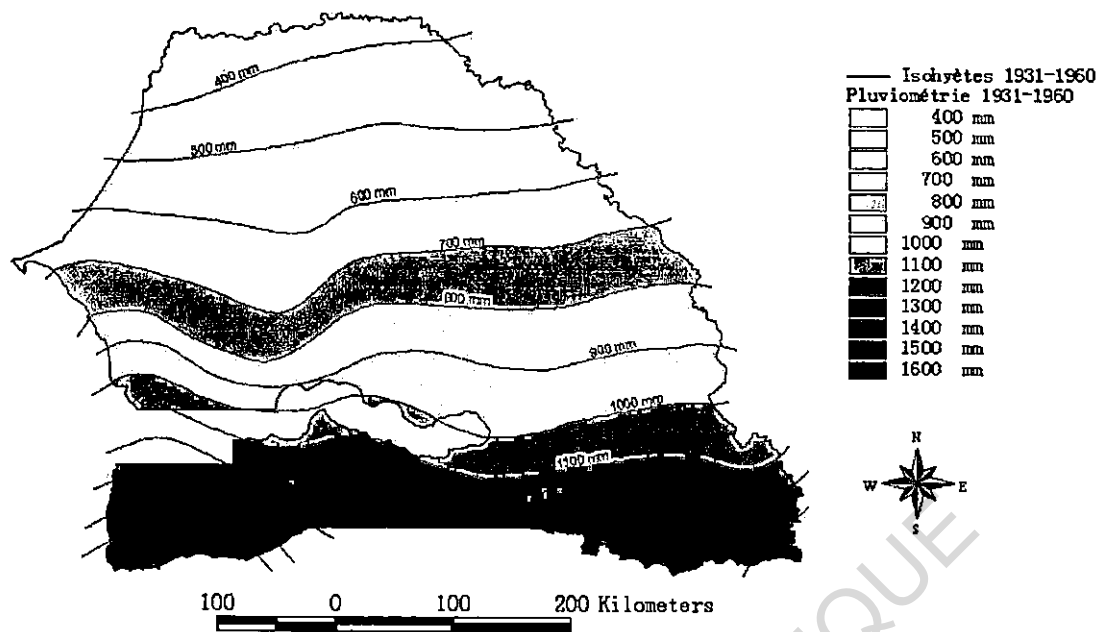 400 mm
500 mm
600 mm
700 mm
800 mm
900 mm
1000 mm
1100 mm
Isohyètes 1931-1960
Pluviométrie 1931-1960
400 mm
500 mm
600 mm
700 mm
800 mm
900 mm
1000 mm
1100 mm
1200 mm
1300 mm
1400 mm
1500 mm
1600 mm
N
W E
S
100 0 100 200 Kilometers